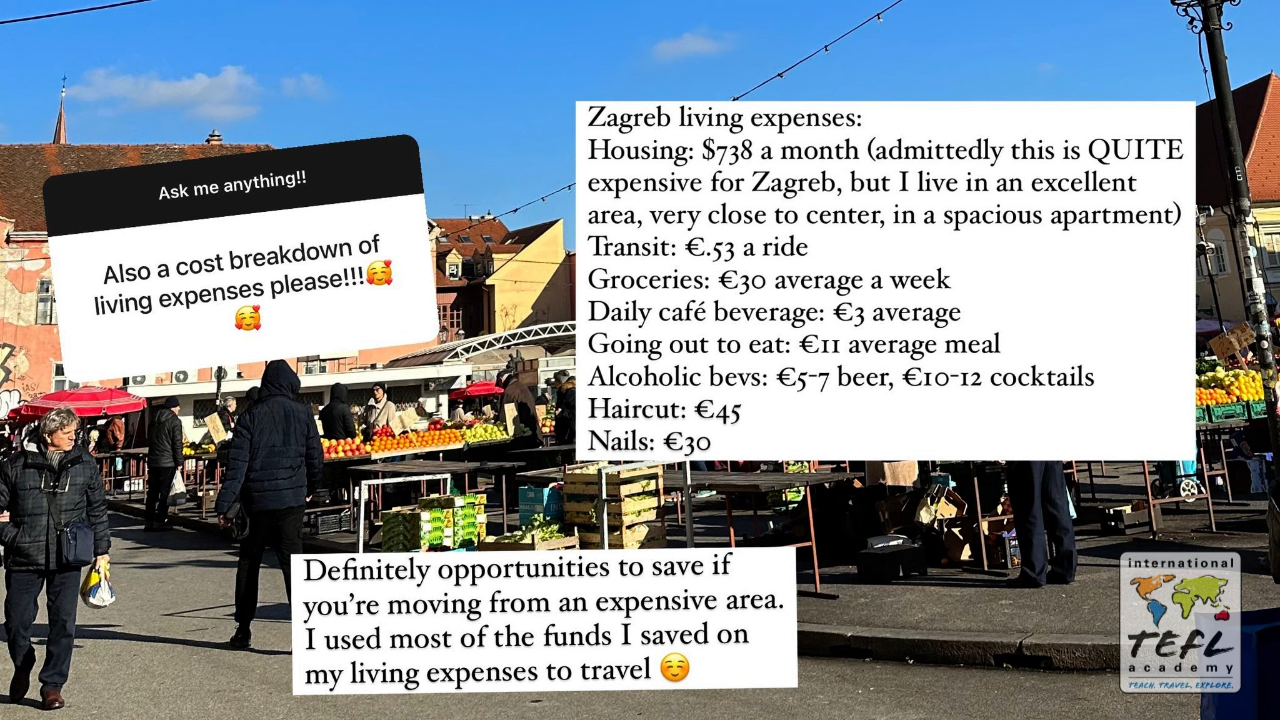 Ask me anything!!
Also a cost breakdown of
living expenses please!!!🥰
🥰
Zagreb living expenses:
Housing: $738 a month (admittedly this is QUITE
expensive for Zagreb, but I live in an excellent
area, very close to center, in a spacious apartment)
Transit: €.53 a ride
Groceries: €30 average a week
Daily café beverage: €3 average
Going out to eat: €11 average meal
Alcoholic bevs: €5-7 beer, €10-12 cocktails
Haircut: €45
Nails: €30
Definitely opportunities to save if
you're moving from an expensive area.
I used most of the funds I saved on
my living expenses to travel ☺️
international
TEFL
academy
TEACH. TRAVEL. EXPLORE.